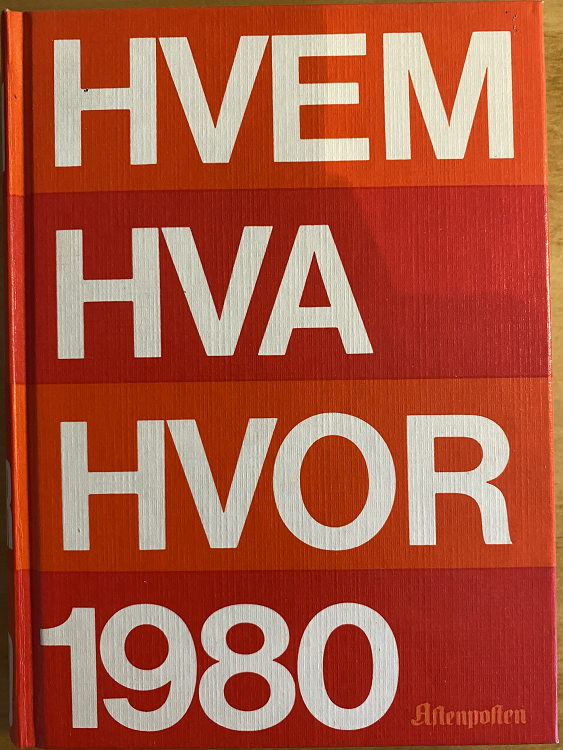 HVEM
HVA
HVOR
1980
Aftenposten